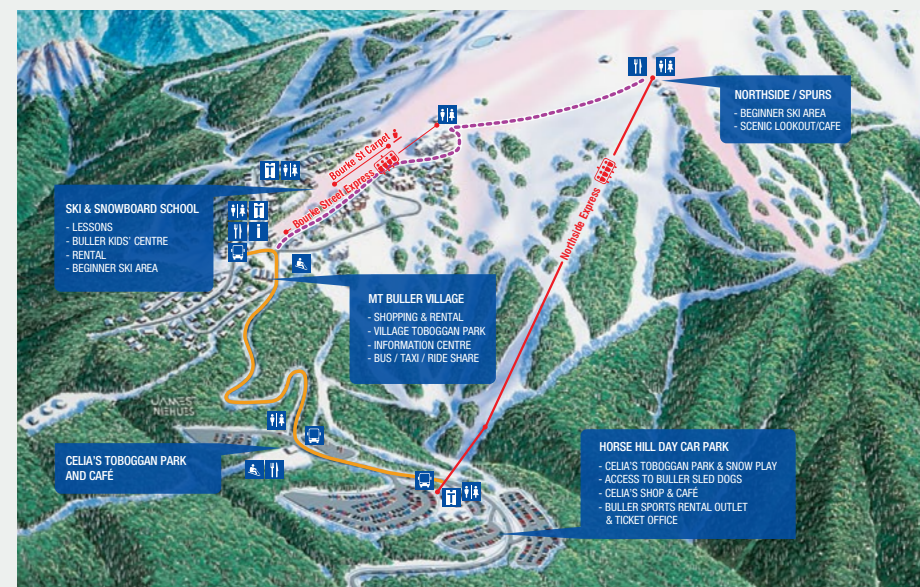 NORTHSIDE / SPURS
- BEGINNER SKI AREA
- SCENIC LOOKOUT/CAFE
Bourke St Carpet
Bourke Street Express
Northside Express
SKI & SNOWBOARD SCHOOL
- LESSONS
- BULLER KIDS' CENTRE
- RENTAL
- BEGINNER SKI AREA
i
MT BULLER VILLAGE
- SHOPPING & RENTAL
- VILLAGE TOBOGGAN PARK
- INFORMATION CENTRE
- BUS / TAXI / RIDE SHARE
JAMES
NIEHUES
CELIA'S TOBOGGAN PARK
AND CAFÉ
HORSE HILL DAY CAR PARK
- CELIA'S TOBOGGAN PARK & SNOW PLAY
- ACCESS TO BULLER SLED DOGS
- CELIA'S SHOP & CAFÉ
- BULLER SPORTS RENTAL OUTLET
& TICKET OFFICE